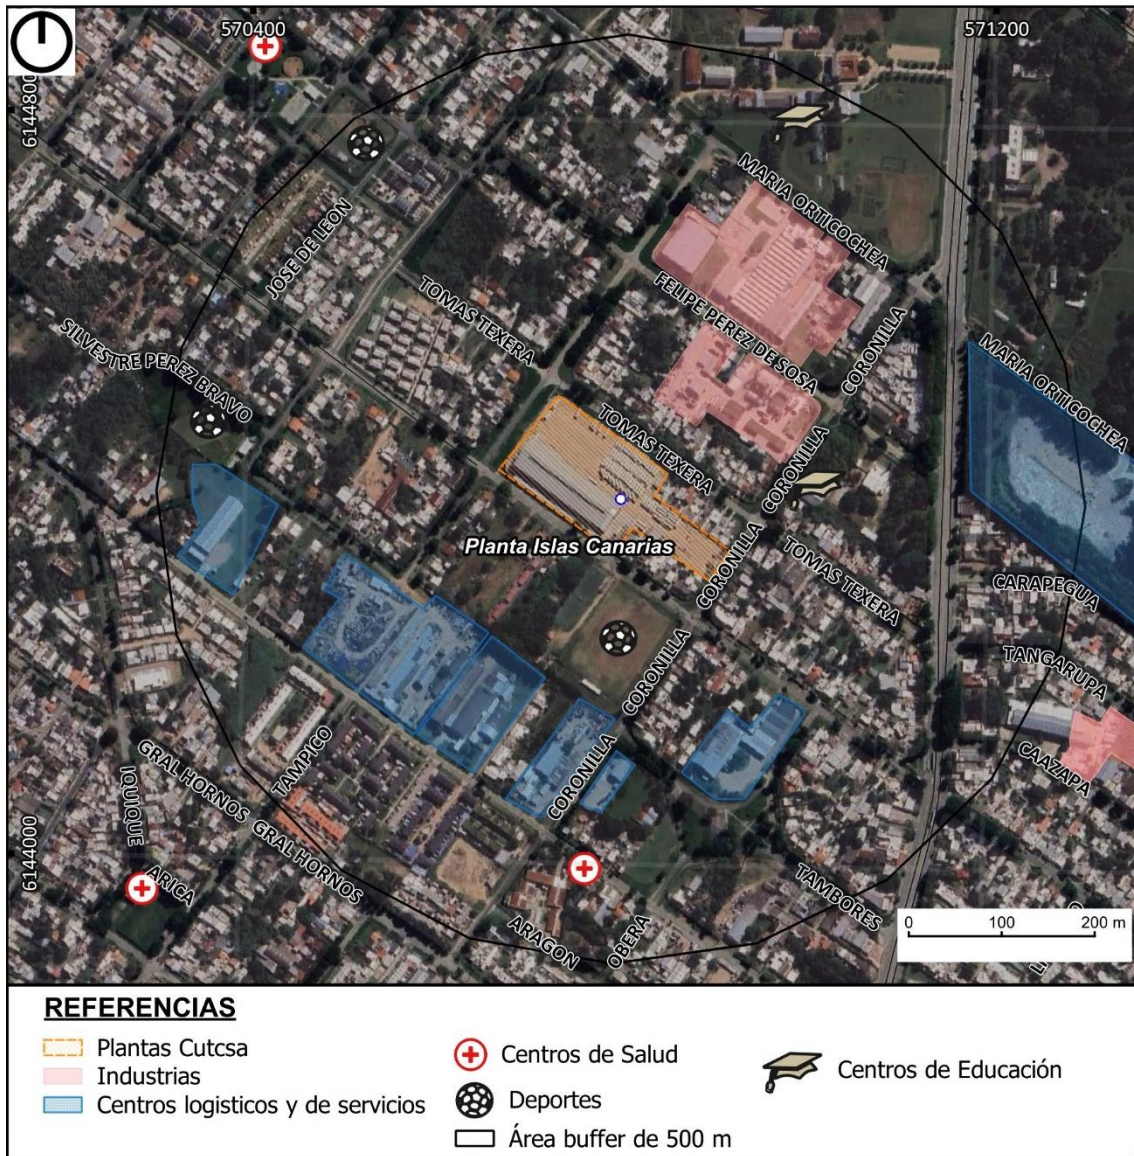 570400
571200
6144800
MARIA ORTICOCHEA
JOSE DE LEON
TOMAS TEXERA
FELIPE PEREZ DE SOSA
CORONILLA
SILVESTRE PEREZ BRAVO
MARIA ORTICOCHEA
TOMAS TEXERA
CORONILLA
Planta Islas Canarias
CORONILLA
TOMAS TEXERA
CARAPEGUA
CORONILLA
TANGARUPA
TAMPICO
CORONILLA
CAAZAPA
GRAL HORNOS
IQUIQUE
GRAL HORNOS
6144000
ARICA
TAMBORES
ARAGON
OBERA
0 100 200 m
REFERENCIAS
Plantas Cutcsa
Industrias
Centros logisticos y de servicios
Centros de Salud
Deportes
Área buffer de 500 m
Centros de Educación